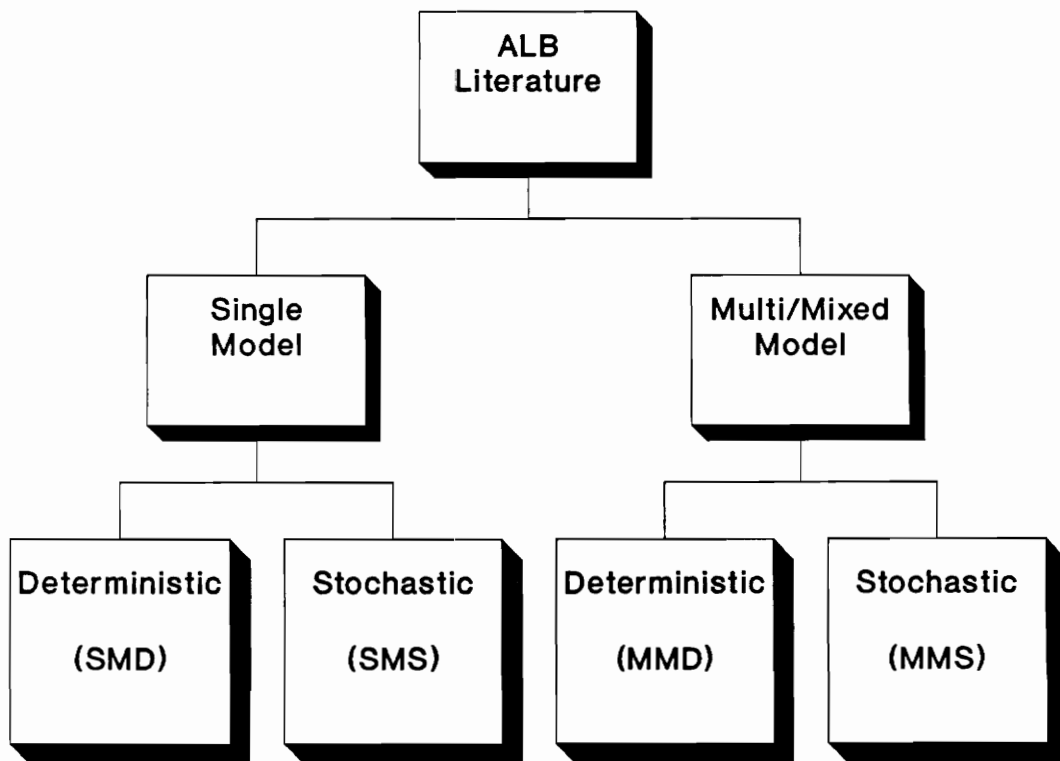 ALB
Literature
Single
Model
Multi/Mixed
Model
Deterministic
(SMD)
Stochastic
(SMS)
Deterministic
(MMD)
Stochastic
(MMS)